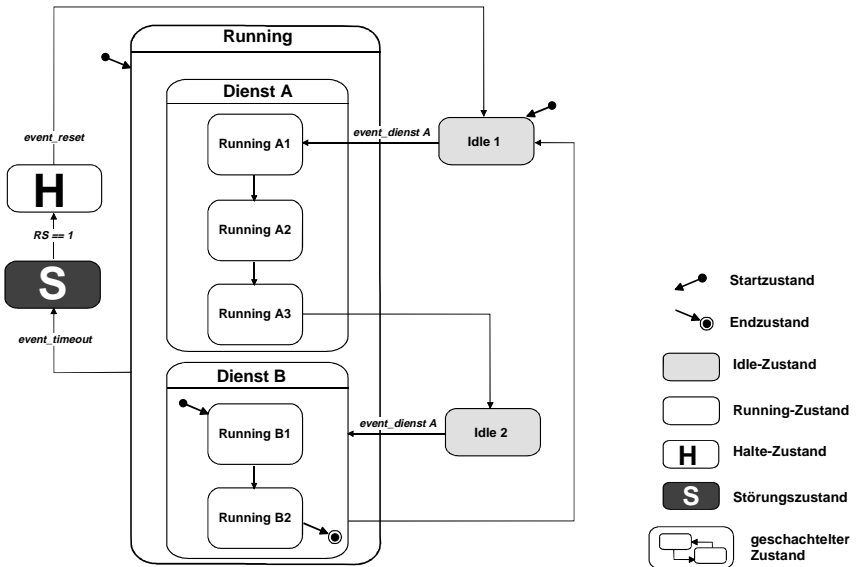 Running
Dienst A
Running A1
event_dienst A
Idle 1
event_reset
H
RS == 1
Running A2
S
Running A3
event_timeout
Dienst B
Running B1
event_dienst A
Idle 2
Running B2
Startzustand
Endzustand
Idle-Zustand
Running-Zustand
H
Halte-Zustand
S
Störungszustand
geschachtelter
Zustand